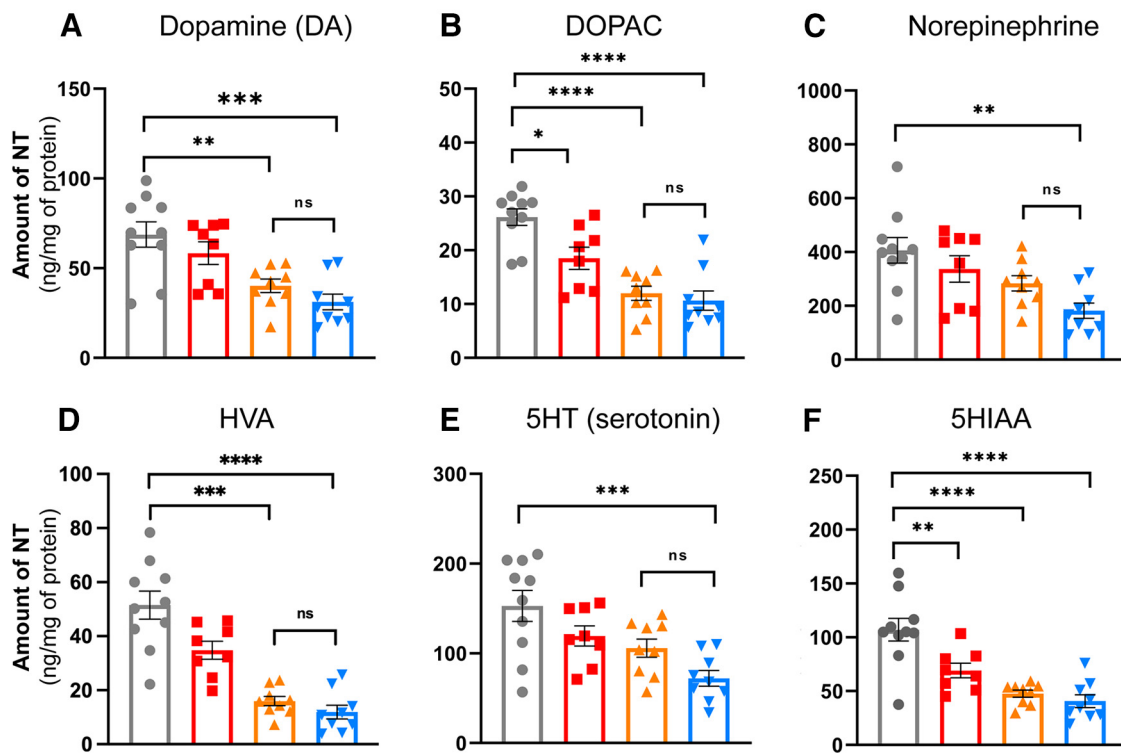 A Dopamine (DA)
Amount of NT
(ng/mg of protein)
150
100
50
0
***
**
ns
B DOPAC
50
40
30
20
10
0
****
****
*
ns
C Norepinephrine
1000
800
600
400
200
0
**
ns
D HVA
Amount of NT
(ng/mg of protein)
100
80
60
40
20
0
****
***
ns
E 5HT (serotonin)
300
200
100
0
***
ns
F 5HIAA
250
200
150
100
50
0
****
****
**